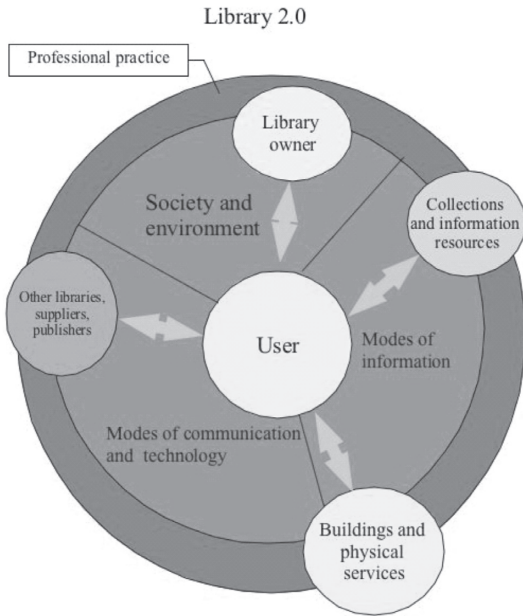 Library 2.0
Professional practice
Library
owner
Society and
environment
Collections
and information
resources
Other libraries,
suppliers,
publishers
User
Modes of
information
Modes of communication
and technology
Buildings and
physical
services